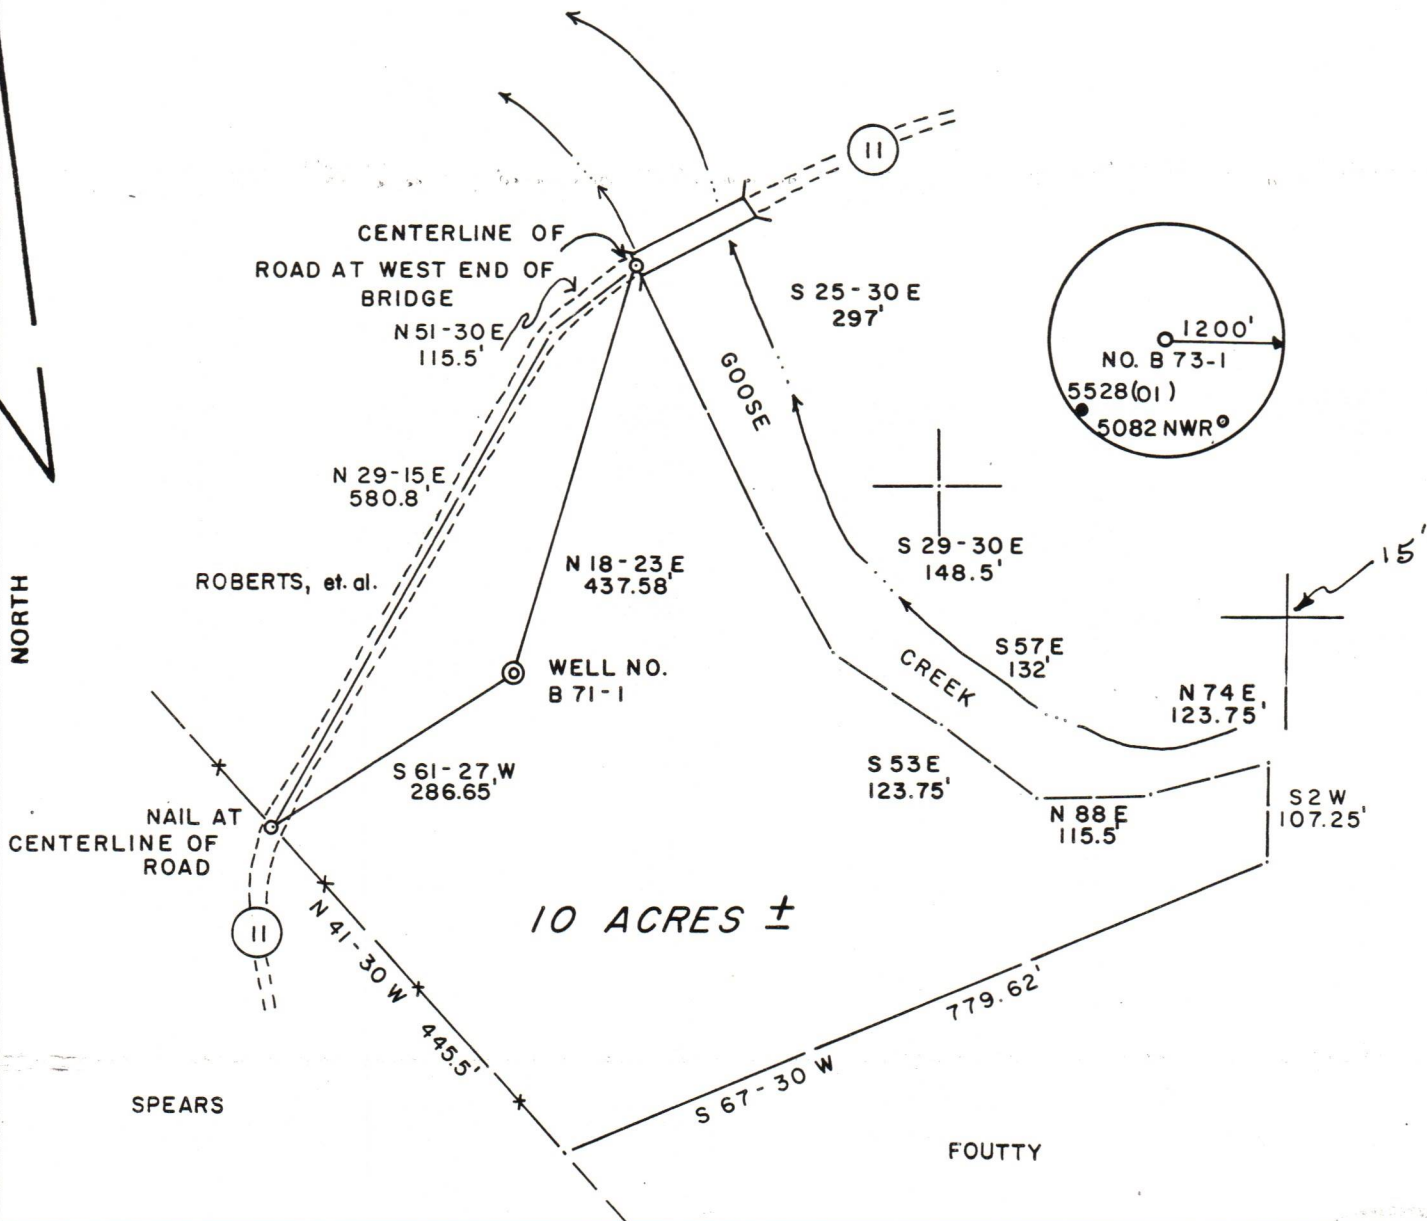 11
CENTERLINE OF
ROAD AT WEST END OF
BRIDGE
N 51-30 E
115.5'
S 25-30 E
297'
1200'
NO. B 73-1
5528(01)
5082 NWR
GOOSE
N 29-15 E
580.8'
S 29-30 E
148.5'
15'
N 18-23 E
437.58'
ROBERTS, et. al.
NORTH
S 57 E
132'
CREEK
WELL NO.
B 71-1
N 74 E
123.75'
S 61-27 W
286.65'
S 53 E
123.75'
N 88 E
115.5'
S 2 W
107.25'
NAIL AT
CENTERLINE OF
ROAD
11
10 ACRES ±
N 41-30 W 445.5'
779.62'
S 67-30 W
SPEARS
FOUTTY